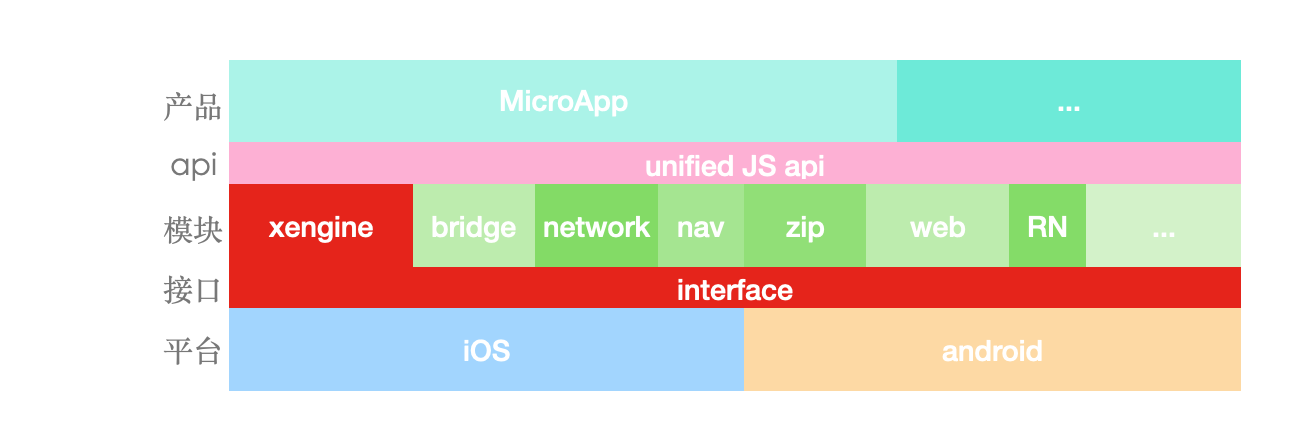 产品 MicroApp ...
api unified JS api
模块 xengine bridge network nav zip web RN ...
接口 interface
平台 iOS android